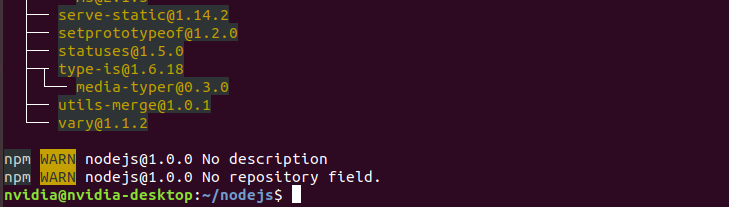 ├── serve-static@1.14.2
├── setprototypeof@1.2.0
├── statuses@1.5.0
├─┬ type-is@1.6.18
│ └── media-typer@0.3.0
├── utils-merge@1.0.1
└── vary@1.1.2
npm WARN nodejs@1.0.0 No description
npm WARN nodejs@1.0.0 No repository field.
nvidia@nvidia-desktop:~/nodejs$